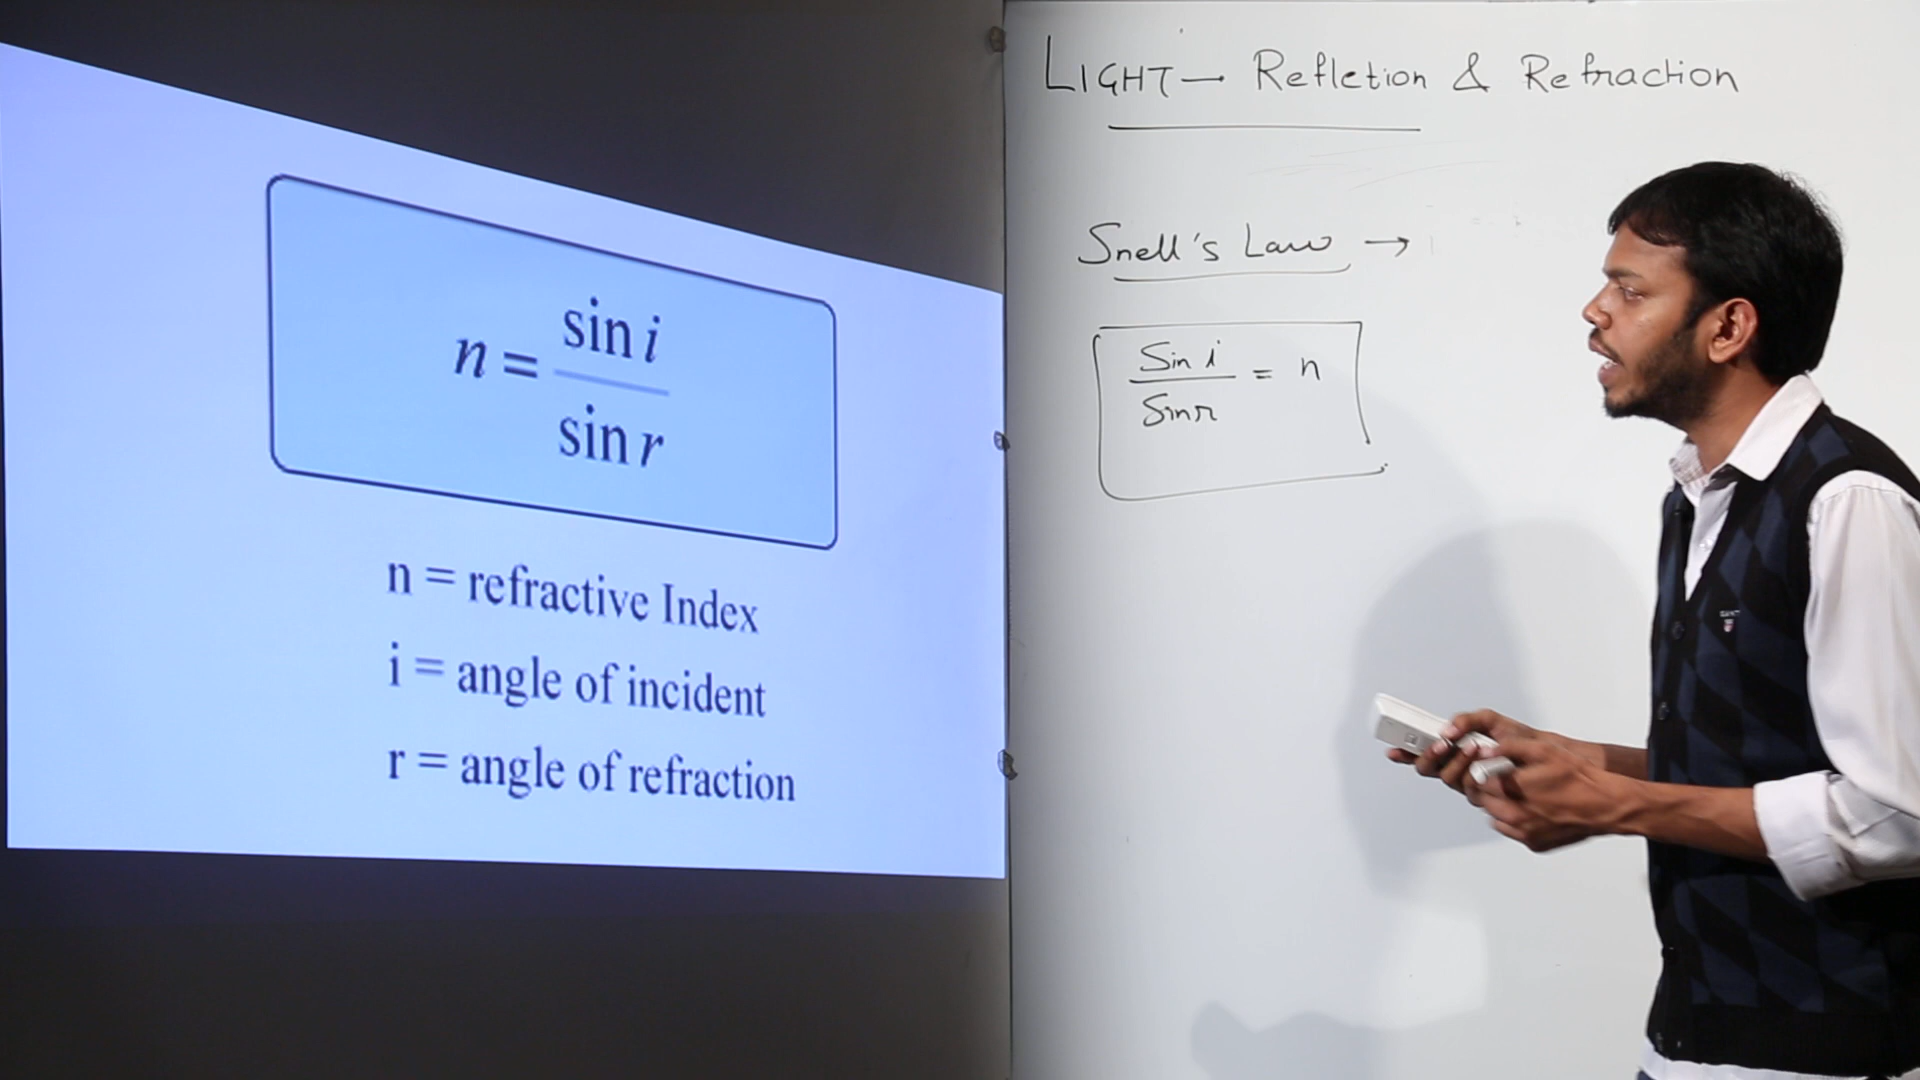 n = sin i
sin r
n = refractive Index
i = angle of incident
r = angle of refraction
LIGHT — Refletion & Refraction
Snell's Law →
Sin i
= n
Sin r